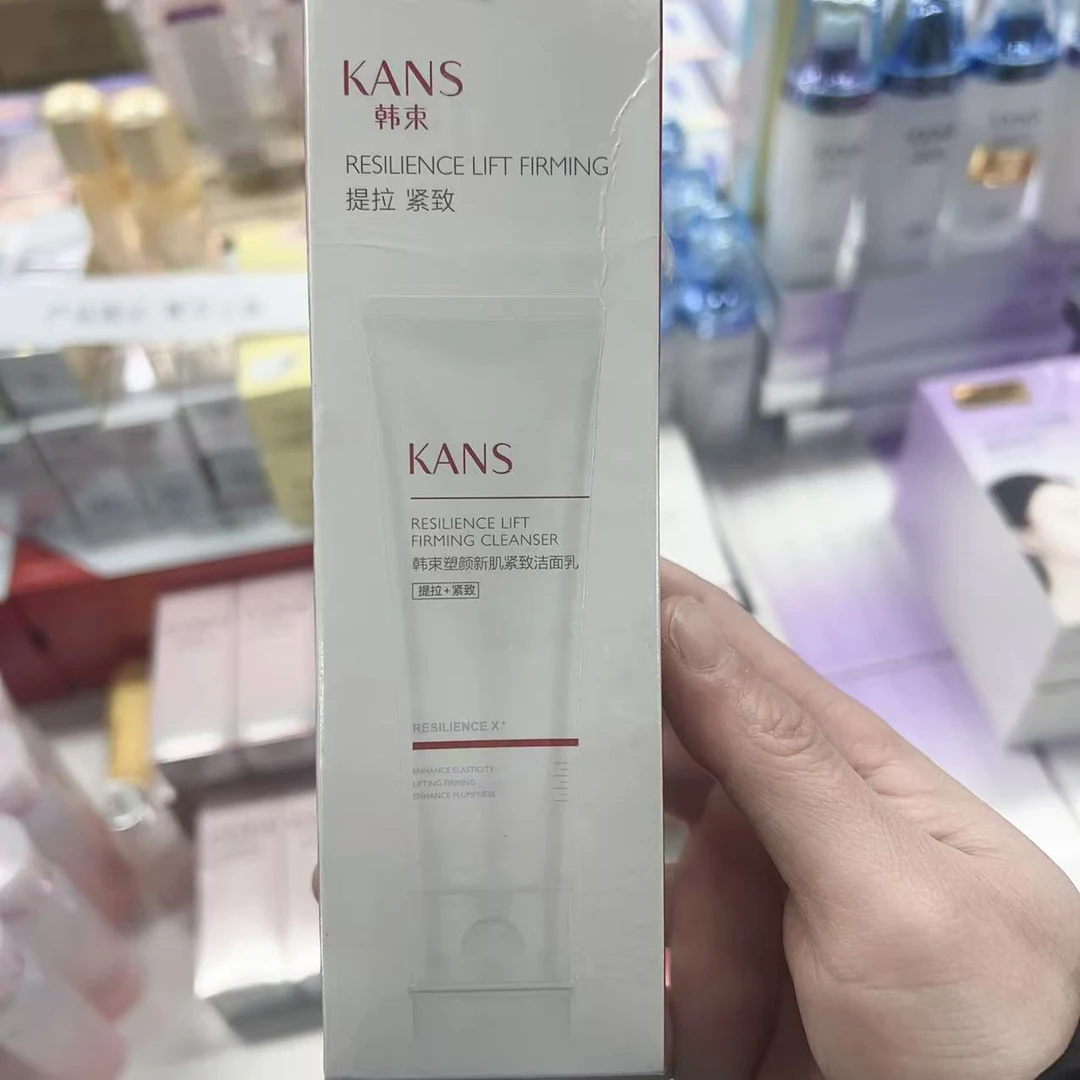 KANS
韩束
RESILIENCE LIFT FIRMING
提拉 紧致
KANS
RESILIENCE LIFT
FIRMING CLEANSER
韩束塑颜新肌紧致洁面乳
提拉+紧致
RESILIENCE X⁺
ENHANCE ELASTICITY
LIFTING FIRMING
ENHANCE PLUMPNESS